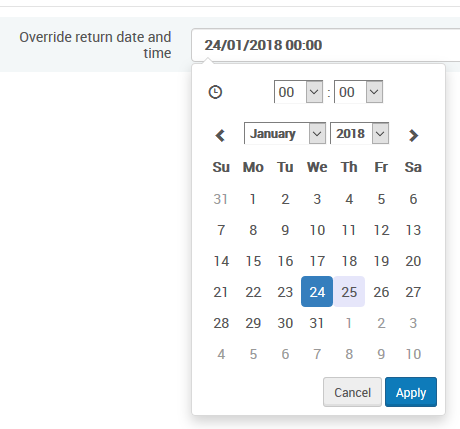 Override return date and
time
24/01/2018 00:00
00 : 00
January 2018
Su Mo Tu We Th Fr Sa
31 1 2 3 4 5 6
7 8 9 10 11 12 13
14 15 16 17 18 19 20
21 22 23 24 25 26 27
28 29 30 31 1 2 3
4 5 6 7 8 9 10
Cancel Apply